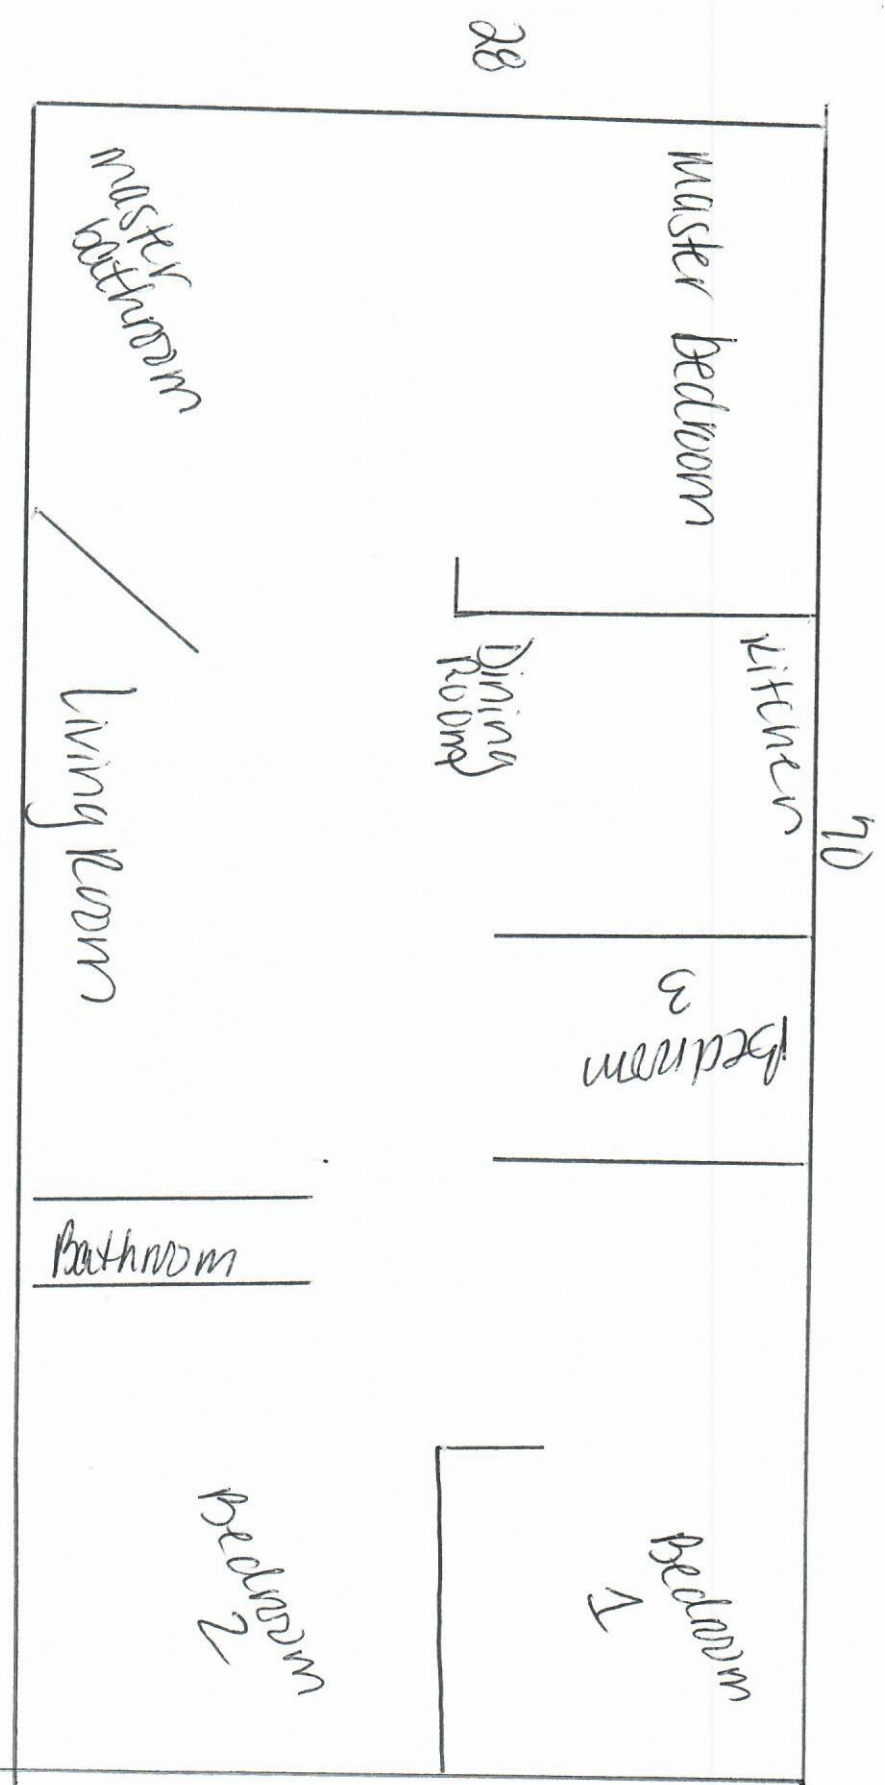 28
master bedroom
master
bathroom
Kitchen
70
Dining
Room
Living Room
Bedroom
3
Bathroom
Bedroom
1
Bedroom
2